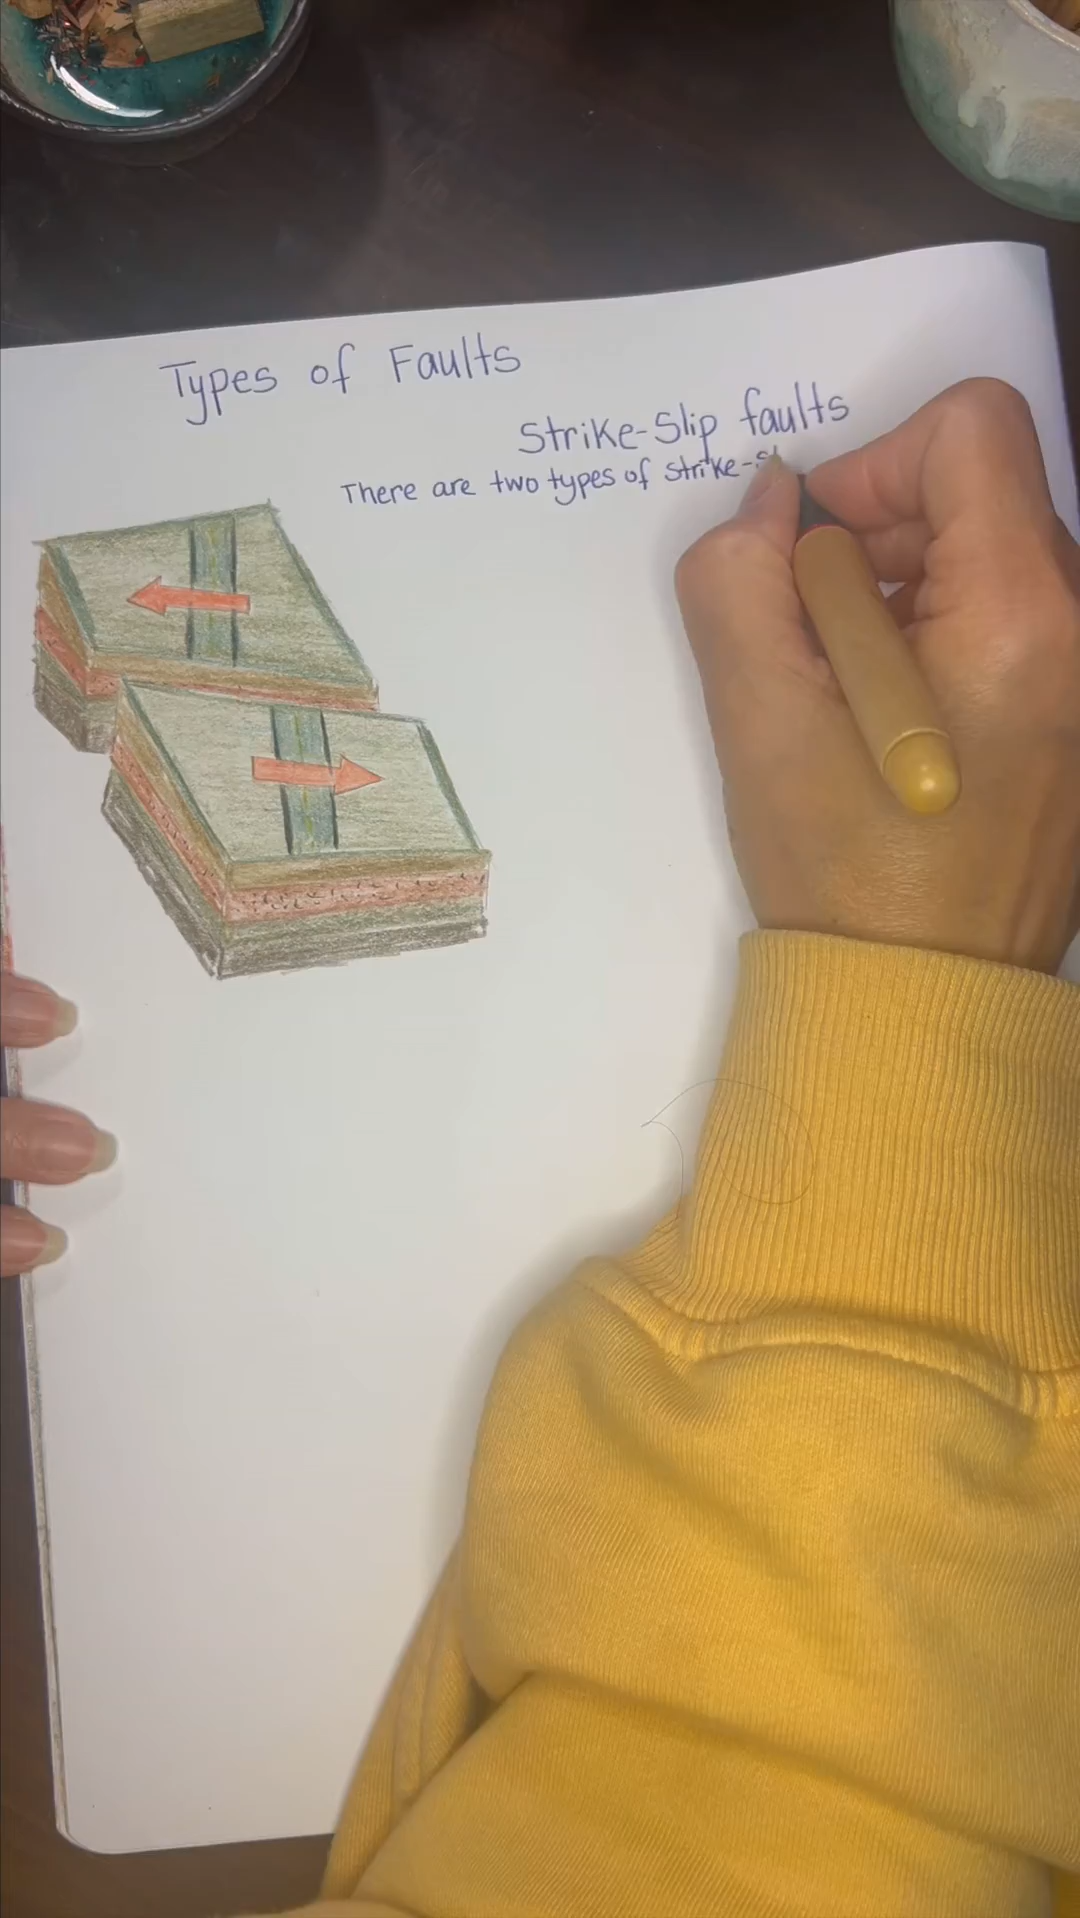 Types of Faults
Strike-Slip faults
There are two types of strike-